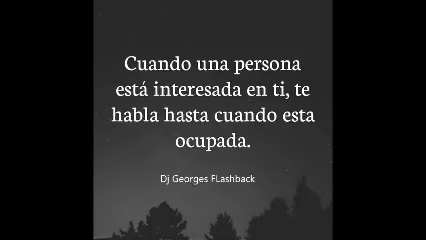 Cuando una persona
está interesada en ti, te
habla hasta cuando esta
ocupada.
Dj Georges FLashback